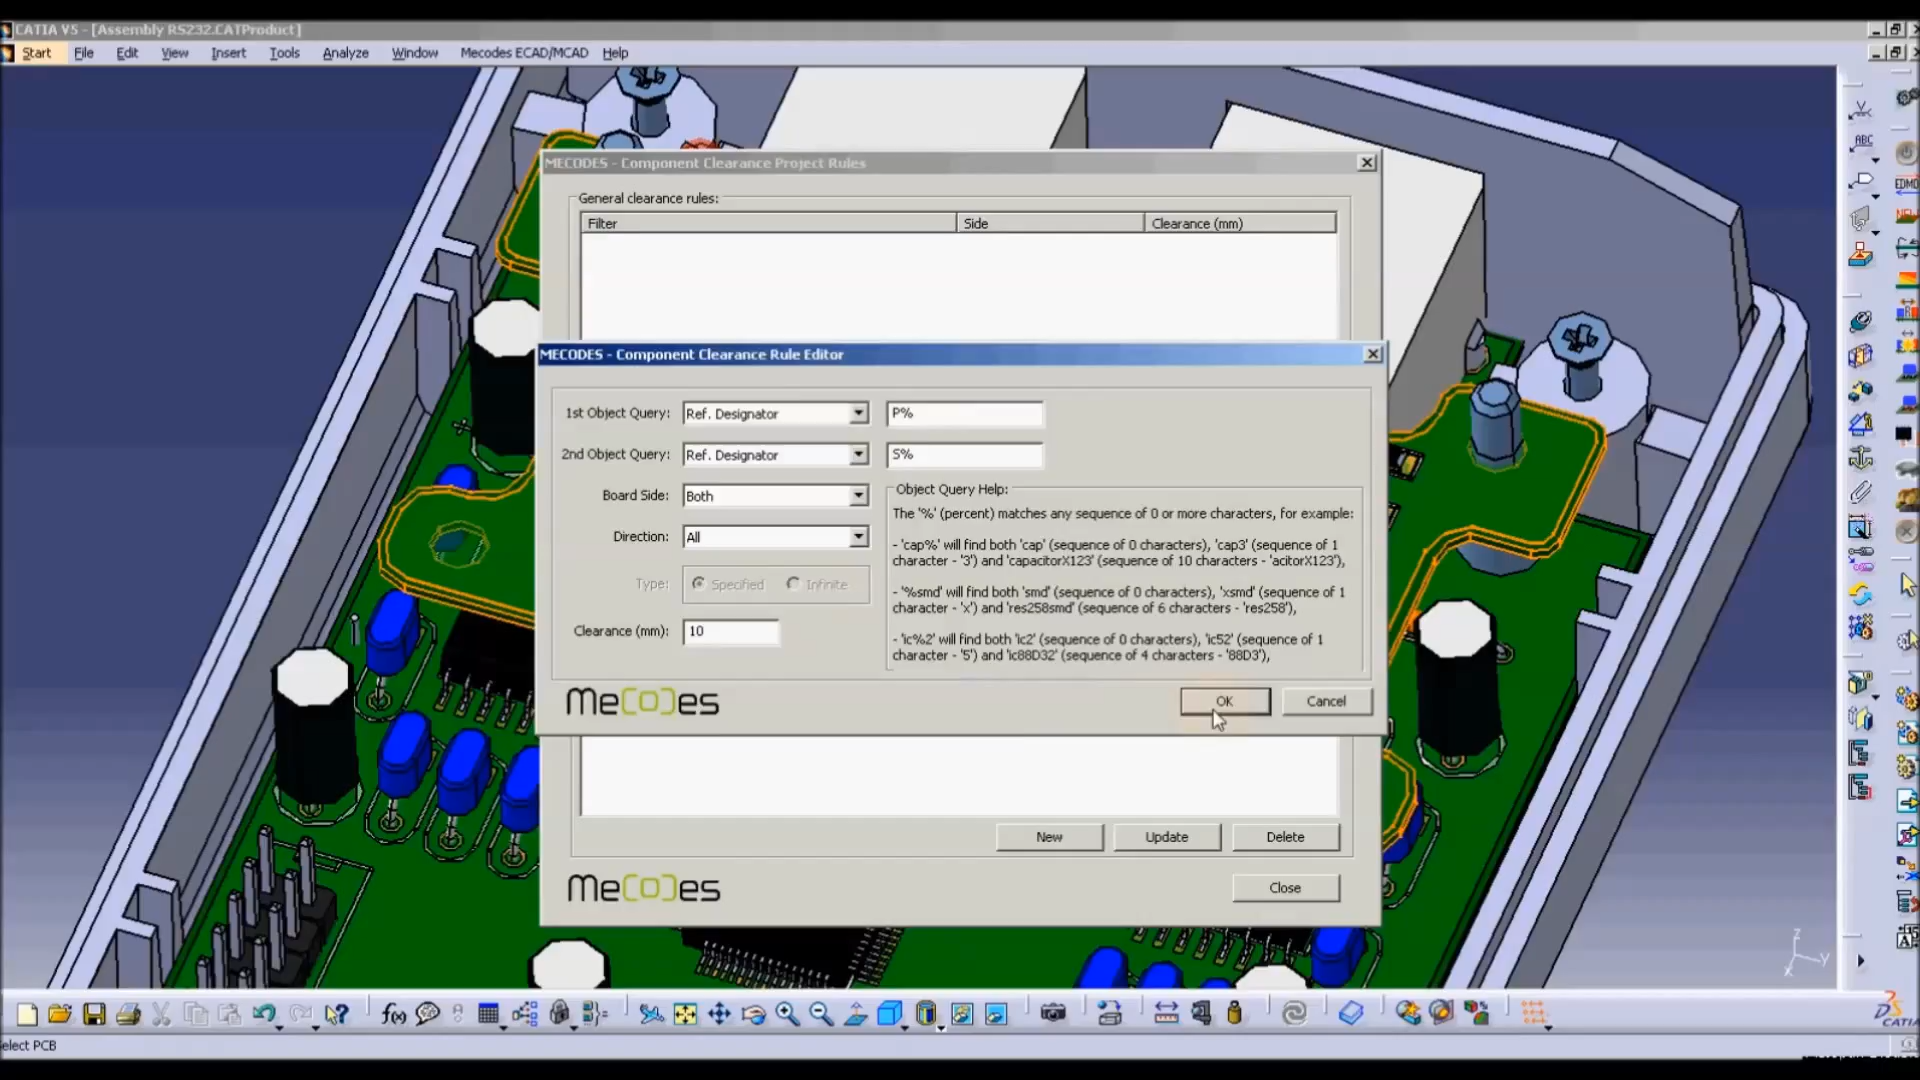 CATIA V5 - [Assembly RS232.CATProduct]
Start File Edit View Insert Tools Analyze Window Mecodes ECAD/MCAD Help
MECODES - Component Clearance Project Rules
General clearance rules:
Filter Side Clearance (mm)
MECODES - Component Clearance Rule Editor
1st Object Query: Ref. Designator P%
2nd Object Query: Ref. Designator S%
Board Side: Both
Direction: All
Type: Specified Infinite
Clearance (mm): 10
Object Query Help:
The '%' (percent) matches any sequence of 0 or more characters, for example:
- 'cap%' will find both 'cap' (sequence of 0 characters), 'cap3' (sequence of 1
character - '3') and 'capacitorX123' (sequence of 10 characters - 'acitorX123'),
- '%smd' will find both 'smd' (sequence of 0 characters), 'xsmd' (sequence of 1
character - 'x') and 'res258smd' (sequence of 6 characters - 'res258'),
- 'ic%2' will find both 'ic2' (sequence of 0 characters), 'ic52' (sequence of 1
character - '5') and 'ic88D32' (sequence of 4 characters - '88D3'),
MeCoDes
OK Cancel
New Update Delete
MeCoDes
Close
ABC
EDMD
z
y
x
f(x)
CATIA
elect PCB